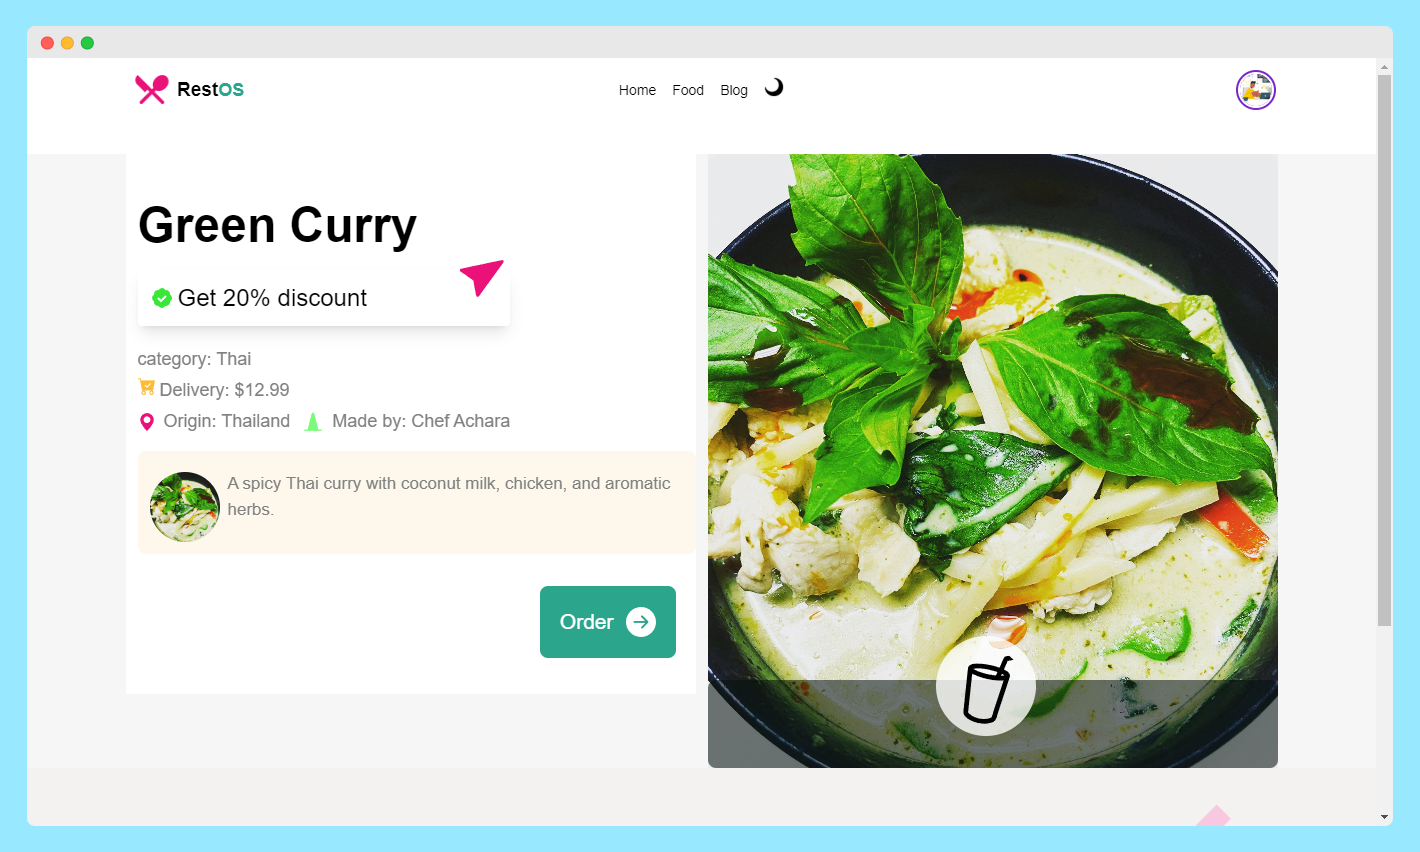 RestOS
Home Food Blog
Green Curry
Get 20% discount
category: Thai
Delivery: $12.99
Origin: Thailand Made by: Chef Achara
A spicy Thai curry with coconut milk, chicken, and aromatic
herbs.
Order